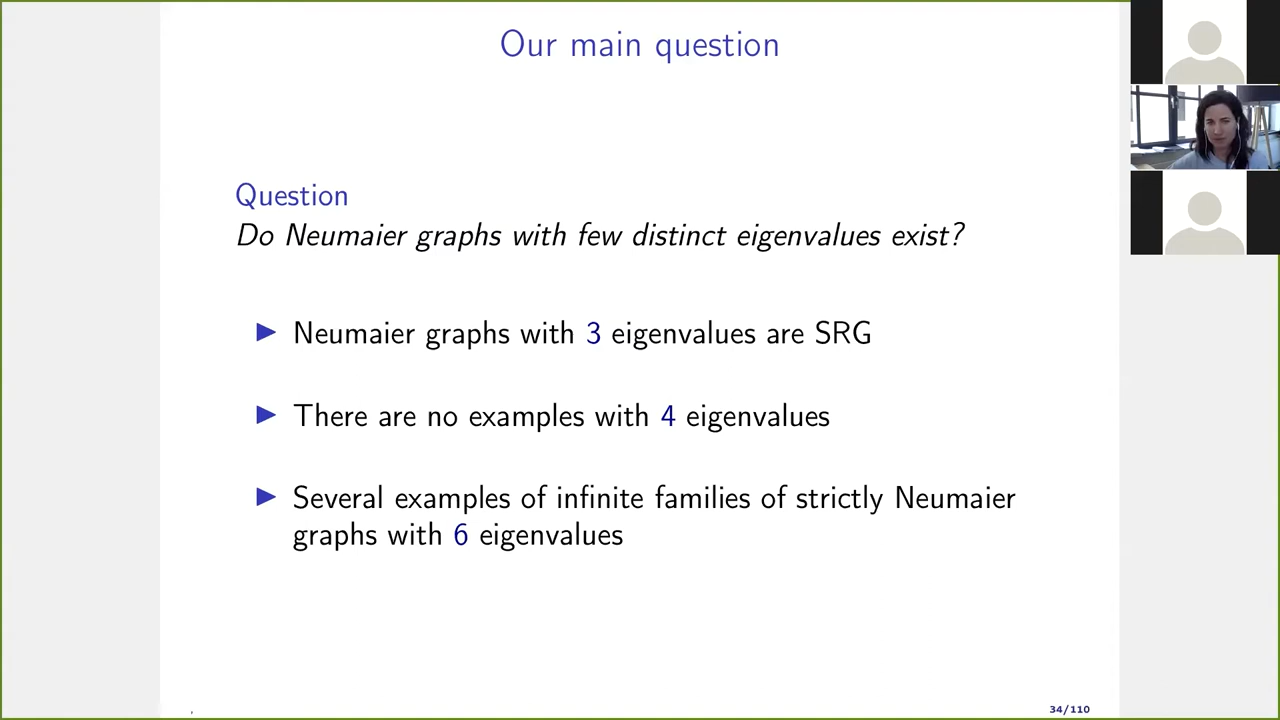 Our main question
Question
Do Neumaier graphs with few distinct eigenvalues exist?
▶ Neumaier graphs with 3 eigenvalues are SRG
▶ There are no examples with 4 eigenvalues
▶ Several examples of infinite families of strictly Neumaier
graphs with 6 eigenvalues
,
34/110